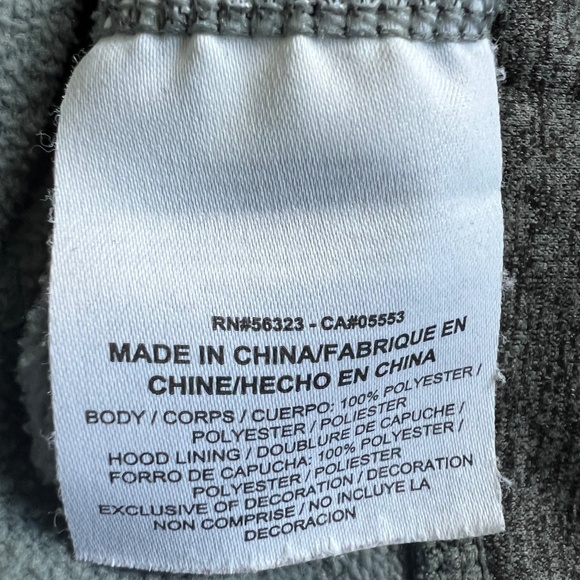 RN#56323 - CA#05553
MADE IN CHINA/FABRIQUE EN
CHINE/HECHO EN CHINA
BODY / CORPS / CUERPO: 100% POLYESTER /
POLYESTER / POLIESTER
HOOD LINING / DOUBLURE DE CAPUCHE /
FORRO DE CAPUCHA: 100% POLYESTER /
POLYESTER / POLIESTER
EXCLUSIVE OF DECORATION / DECORATION
NON COMPRISE / NO INCLUYE LA
DECORACION